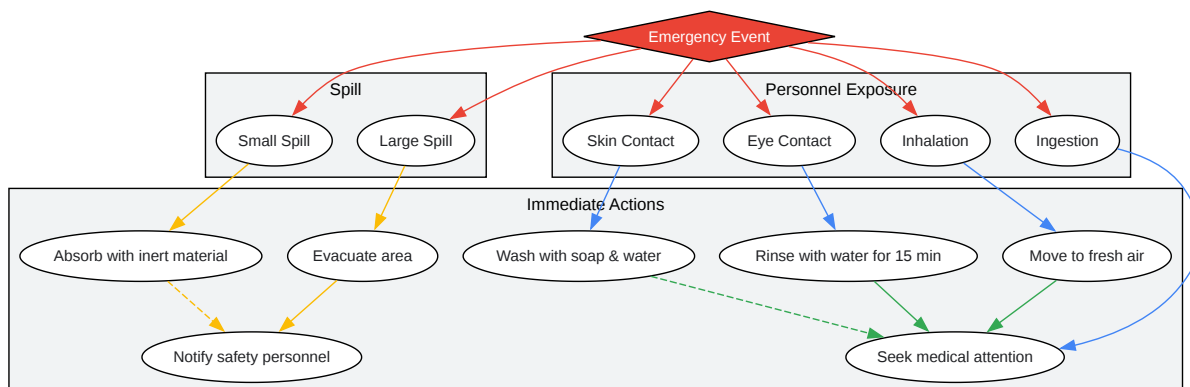 Emergency Event
Spill
Personnel Exposure
Small Spill
Large Spill
Skin Contact
Eye Contact
Inhalation
Ingestion
Immediate Actions
Absorb with inert material
Evacuate area
Wash with soap & water
Rinse with water for 15 min
Move to fresh air
Notify safety personnel
Seek medical attention